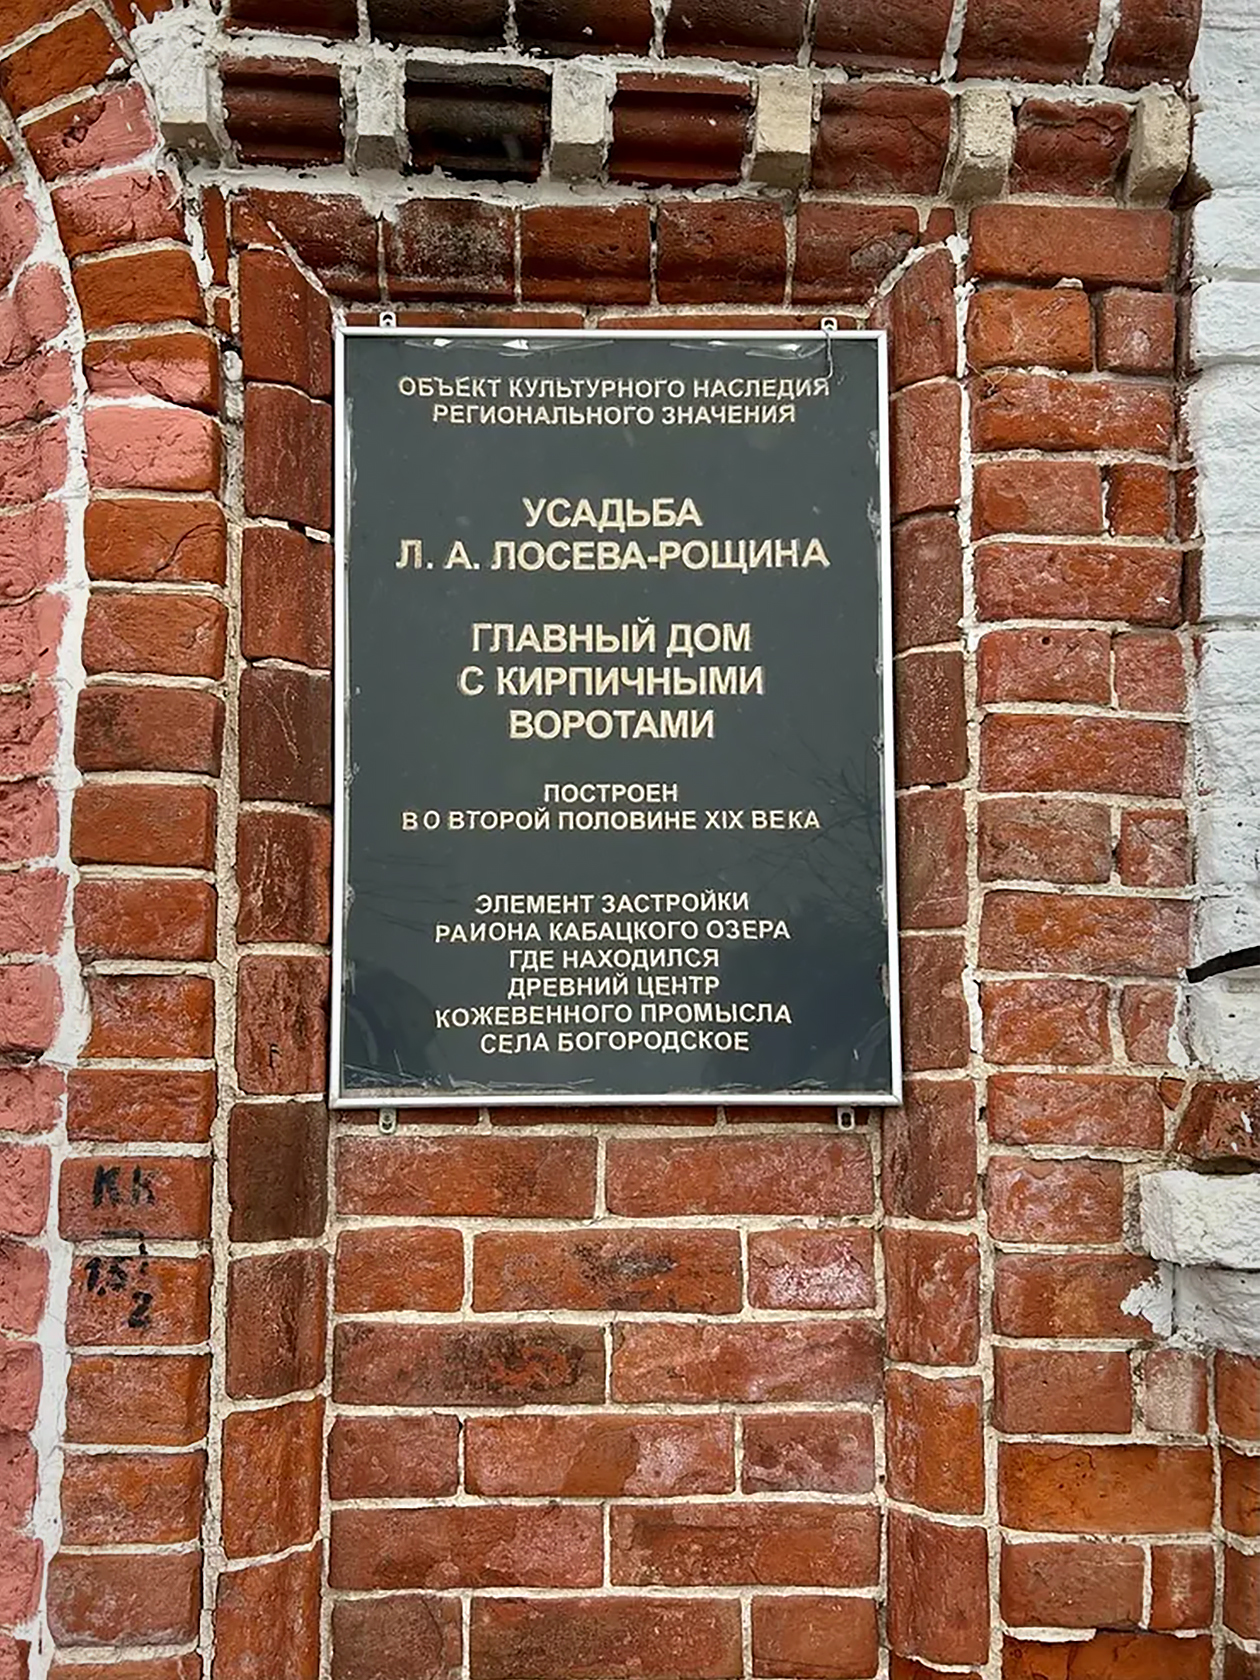 ОБЪЕКТ КУЛЬТУРНОГО НАСЛЕДИЯ
РЕГИОНАЛЬНОГО ЗНАЧЕНИЯ
УСАДЬБА
Л. А. ЛОСЕВА-РОЩИНА
ГЛАВНЫЙ ДОМ
С КИРПИЧНЫМИ
ВОРОТАМИ
ПОСТРОЕН
ВО ВТОРОЙ ПОЛОВИНЕ XIX ВЕКА
ЭЛЕМЕНТ ЗАСТРОЙКИ
РАЙОНА КАБАЦКОГО ОЗЕРА
ГДЕ НАХОДИЛСЯ
ДРЕВНИЙ ЦЕНТР
КОЖЕВЕННОГО ПРОМЫСЛА
СЕЛА БОГОРОДСКОЕ
КК
1,5
2